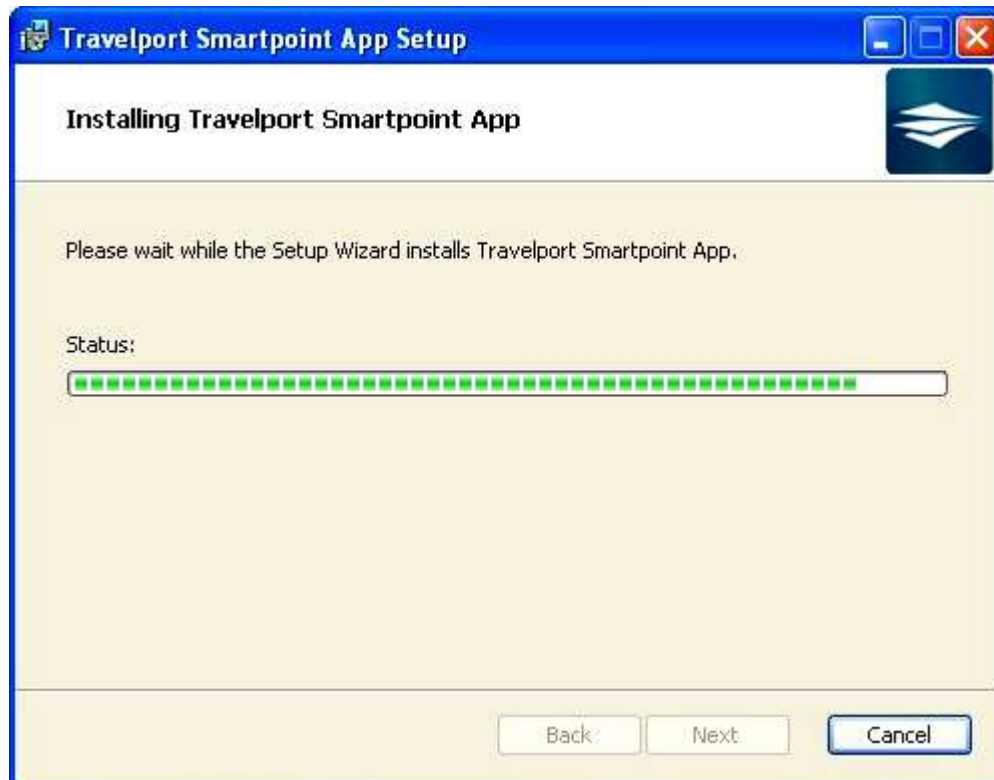 Travelport Smartpoint App Setup
Installing Travelport Smartpoint App
Please wait while the Setup Wizard installs Travelport Smartpoint App.
Status:
Back Next Cancel